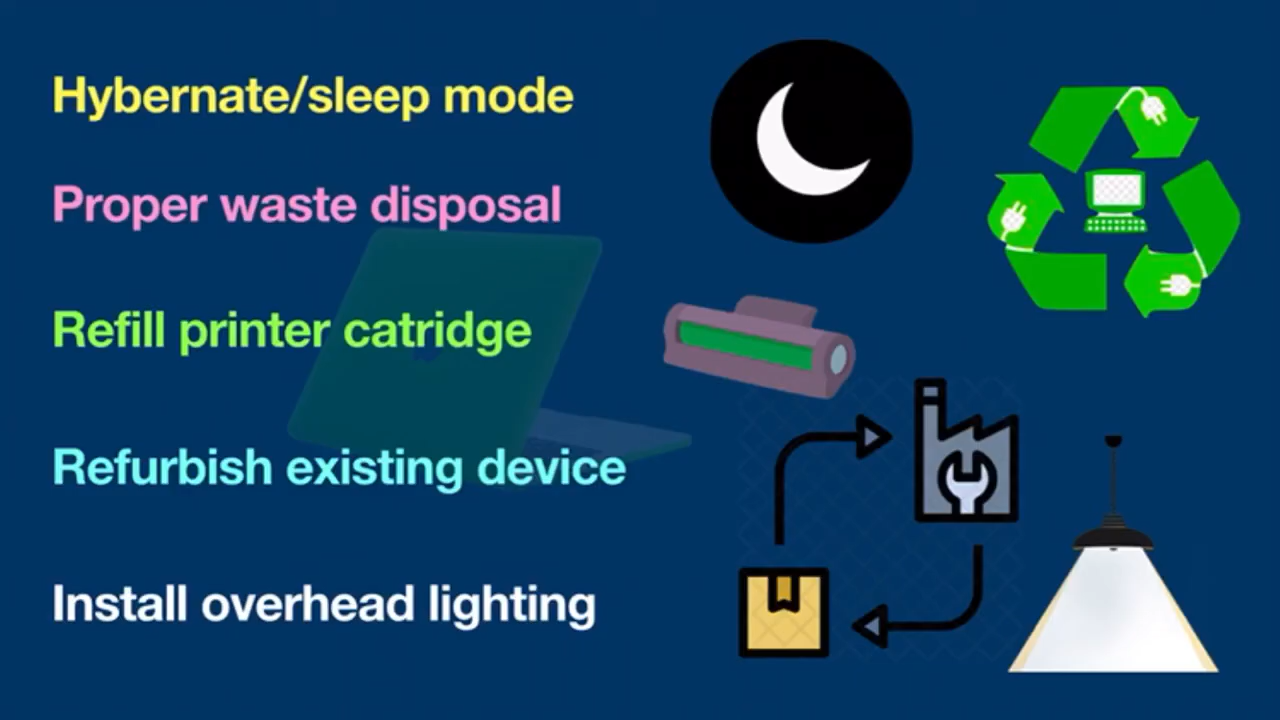 Hybernate/sleep mode
Proper waste disposal
Refill printer catridge
Refurbish existing device
Install overhead lighting